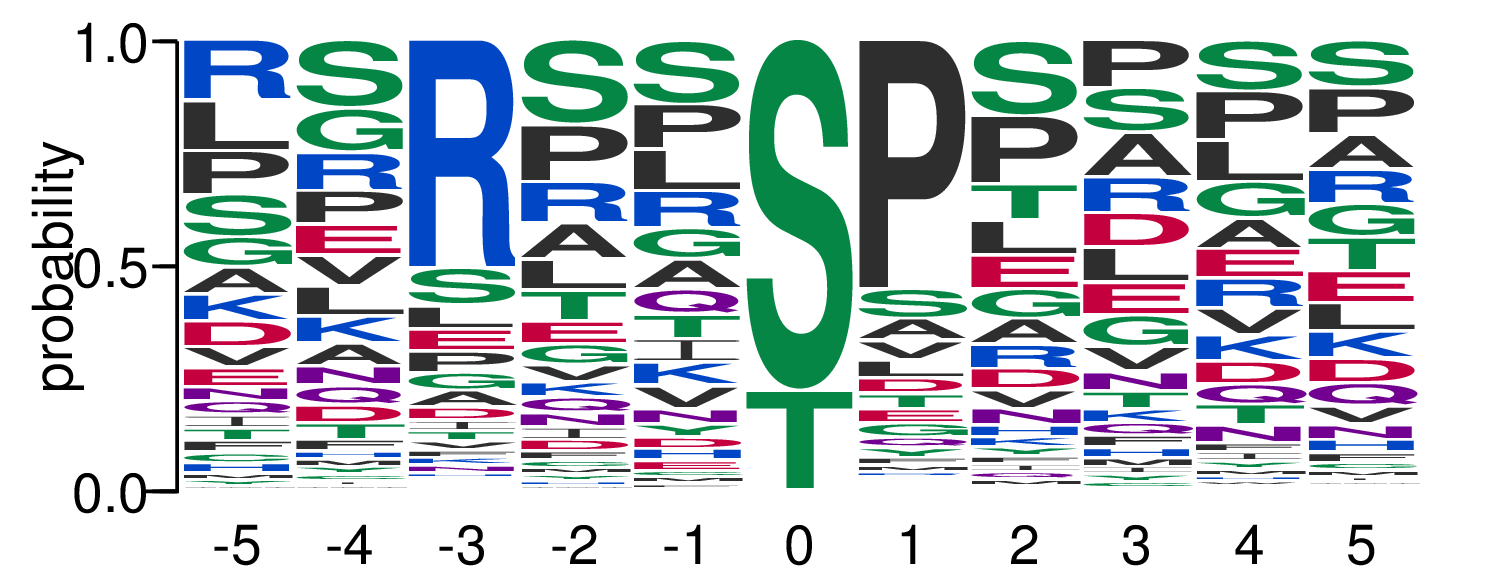 probability
1.0
0.5
0.0
R L P S G A K D V E N Q I T F C H
S G R P E V L K A N Q D T F H
R S L E P G A D I T V F K N
S P R A L T E G V K Q N I D F
S P L R G A Q T I K V N Y D H E
S T
P S A V L D T E G Q Y
S P T L E G A R D V N H K
P S A R D L E G V N T K Q F H
S P L G A E R V K D Q T N
S P A R G T E L K D Q V N H F C
-5 -4 -3 -2 -1 0 1 2 3 4 5